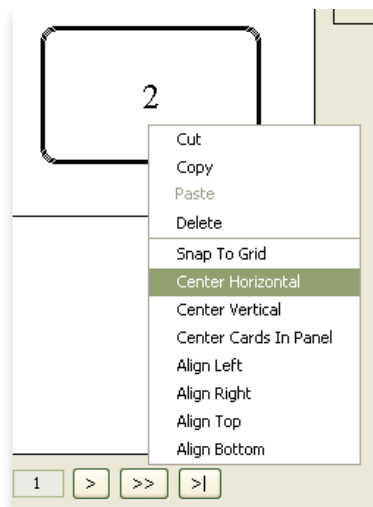 2
Cut
Copy
Paste
Delete
Snap To Grid
Center Horizontal
Center Vertical
Center Cards In Panel
Align Left
Align Right
Align Top
Align Bottom
1 > >> >|